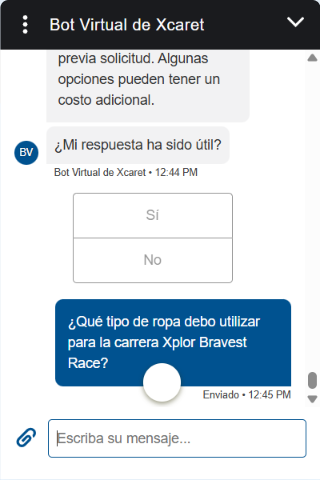 Bot Virtual de Xcaret
previa solicitud. Algunas
opciones pueden tener un
costo adicional.
¿Mi respuesta ha sido útil?
BV
Bot Virtual de Xcaret • 12:44 PM
Sí
No
¿Qué tipo de ropa debo utilizar
para la carrera Xplor Bravest
Race?
Enviado • 12:45 PM
Escriba su mensaje...